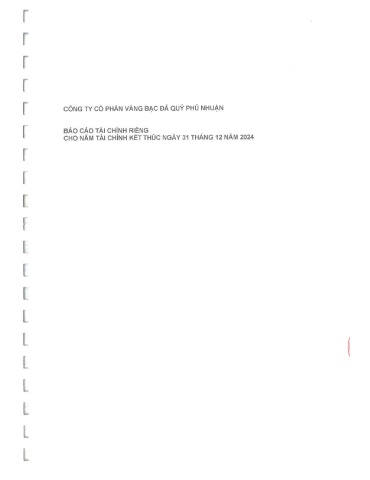 CÔNG TY CỔ PHẦN VÀNG BẠC ĐÁ QUÝ PHÚ NHUẬN
BÁO CÁO TÀI CHÍNH RIÊNG
CHO NĂM TÀI CHÍNH KẾT THÚC NGÀY 31 THÁNG 12 NĂM 2024